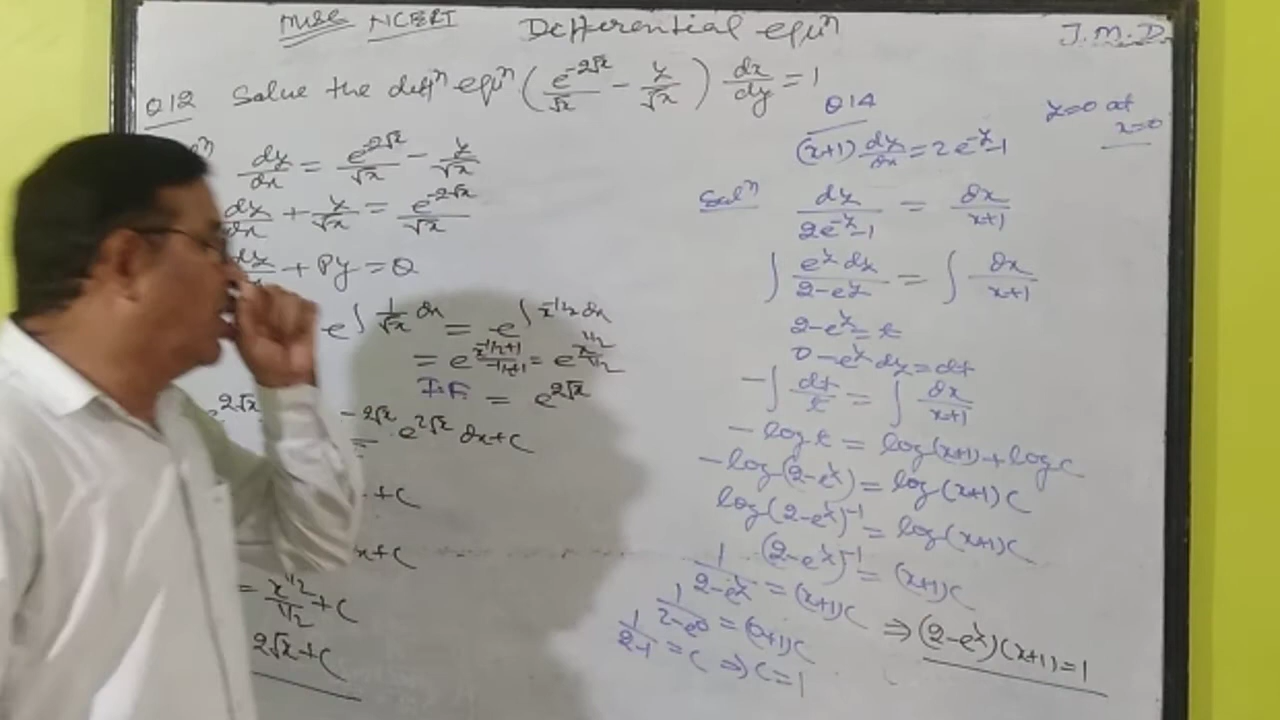 Misc NCERT Differential equⁿ J.M.D.
Q12 Solve the diffⁿ equⁿ (e^-2√x/√x - y/√x) dx/dy = 1
dy/dx = e^-2√x/√x - y/√x
dy/dx + y/√x = e^-2√x/√x
+ Py = Q
e^∫ 1/√x dx = e^∫ x^-1/2 dx
= e^(x^-1/2+1/-1/2+1) = e^(x^1/2/1/2)
I.F. = e^2√x
e^2√x
-2√x · e^2√x dx + C
+ C
x + C
= x^1/2/1/2 + C
2√x + C
Q14 y=0 at x=0
(x+1) dy/dx = 2e^-y - 1
Solⁿ dy/2e^-y-1 = dx/x+1
∫ e^y dy/2-e^y = ∫ dx/x+1
2-e^y = t
0-e^y dy = dt
-∫ dt/t = ∫ dx/x+1
-log t = log(x+1) + log c
-log(2-e^y) = log(x+1)c
log(2-e^y)^-1 = log(x+1)c
(2-e^y)^-1 = (x+1)c
1/2-e^y = (x+1)c
1/2-e^0 = (0+1)c
1/2-1 = c ⇒ c = 1
⇒ (2-e^y)(x+1) = 1